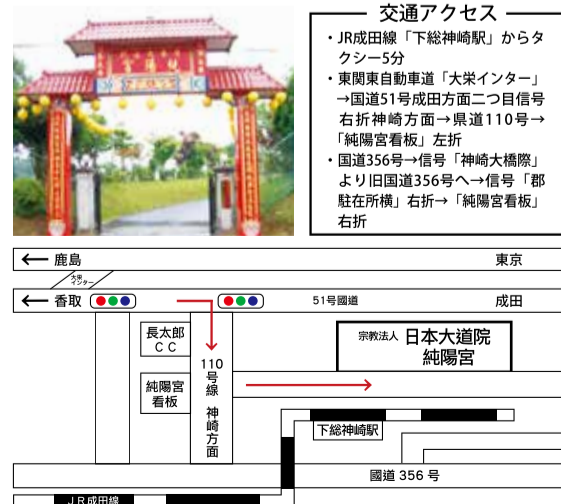 交通アクセス
・JR成田線「下総神崎駅」からタ
クシー5分
・東関東自動車道「大栄インター」
→国道51号成田方面二つ目信号
右折神崎方面→県道110号→
「純陽宮看板」左折
・国道356号→信号「神崎大橋際」
より旧国道356号へ→信号「郡
駐在所横」右折→「純陽宮看板」
右折
← 鹿島
東京
大栄
インター
← 香取
51号國道
成田
長太郎
CC
宗教法人 日本大道院
純陽宮
純陽宮
看板
110号線 神崎方面
下総神崎駅
國道 356 号
JR成田線